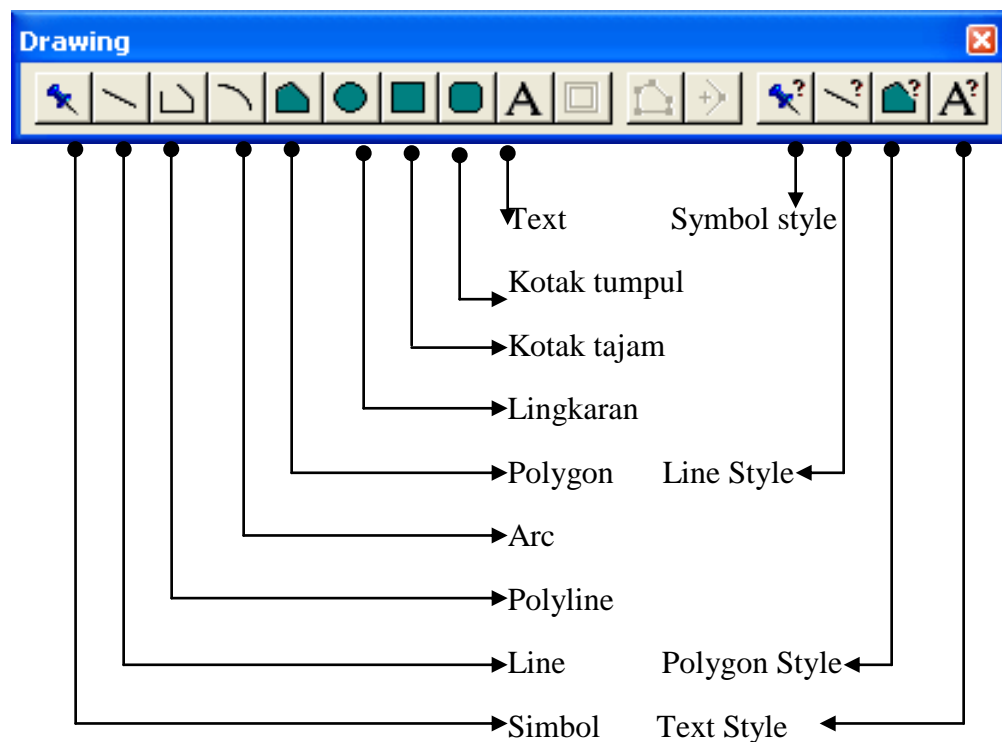 Drawing
A ? ? ? A?
Text Symbol style
Kotak tumpul
Kotak tajam
Lingkaran
Polygon Line Style
Arc
Polyline
Line Polygon Style
Simbol Text Style